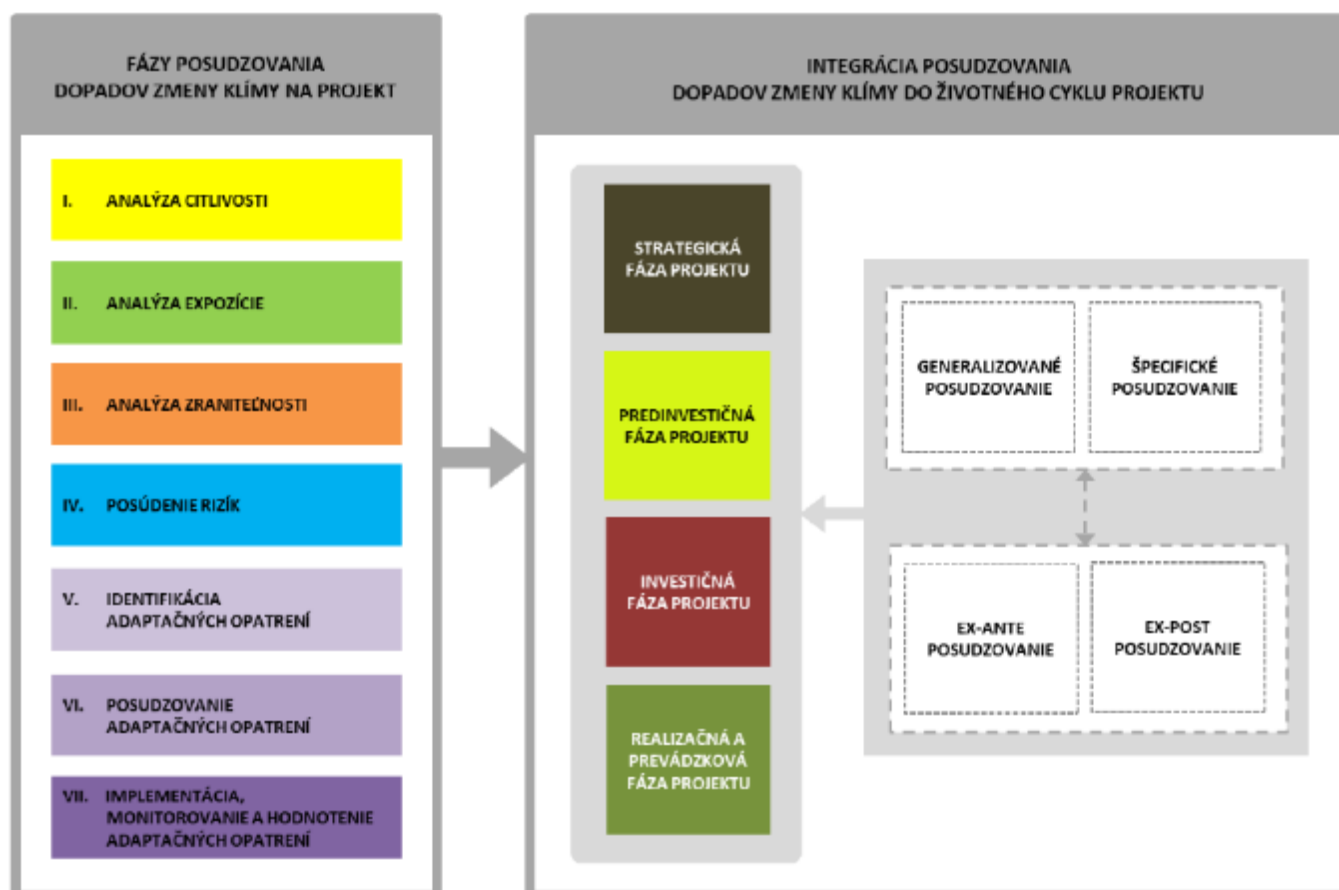 FÁZY POSUDZOVANIA
DOPADOV ZMENY KLÍMY NA PROJEKT
I. ANALÝZA CITLIVOSTI
II. ANALÝZA EXPOZÍCIE
III. ANALÝZA ZRANITEĽNOSTI
IV. POSÚDENIE RIZÍK
V. IDENTIFIKÁCIA
ADAPTAČNÝCH OPATRENÍ
VI. POSUDZOVANIE
ADAPTAČNÝCH OPATRENÍ
VII. IMPLEMENTÁCIA,
MONITOROVANIE A HODNOTENIE
ADAPTAČNÝCH OPATRENÍ
INTEGRÁCIA POSUDZOVANIA
DOPADOV ZMENY KLÍMY DO ŽIVOTNÉHO CYKLU PROJEKTU
STRATEGICKÁ
FÁZA PROJEKTU
PREDINVESTIČNÁ
FÁZA PROJEKTU
INVESTIČNÁ
FÁZA PROJEKTU
REALIZAČNÁ A
PREVÁDZKOVÁ
FÁZA PROJEKTU
GENERALIZOVANÉ
POSUDZOVANIE
ŠPECIFICKÉ
POSUDZOVANIE
EX-ANTE
POSUDZOVANIE
EX-POST
POSUDZOVANIE